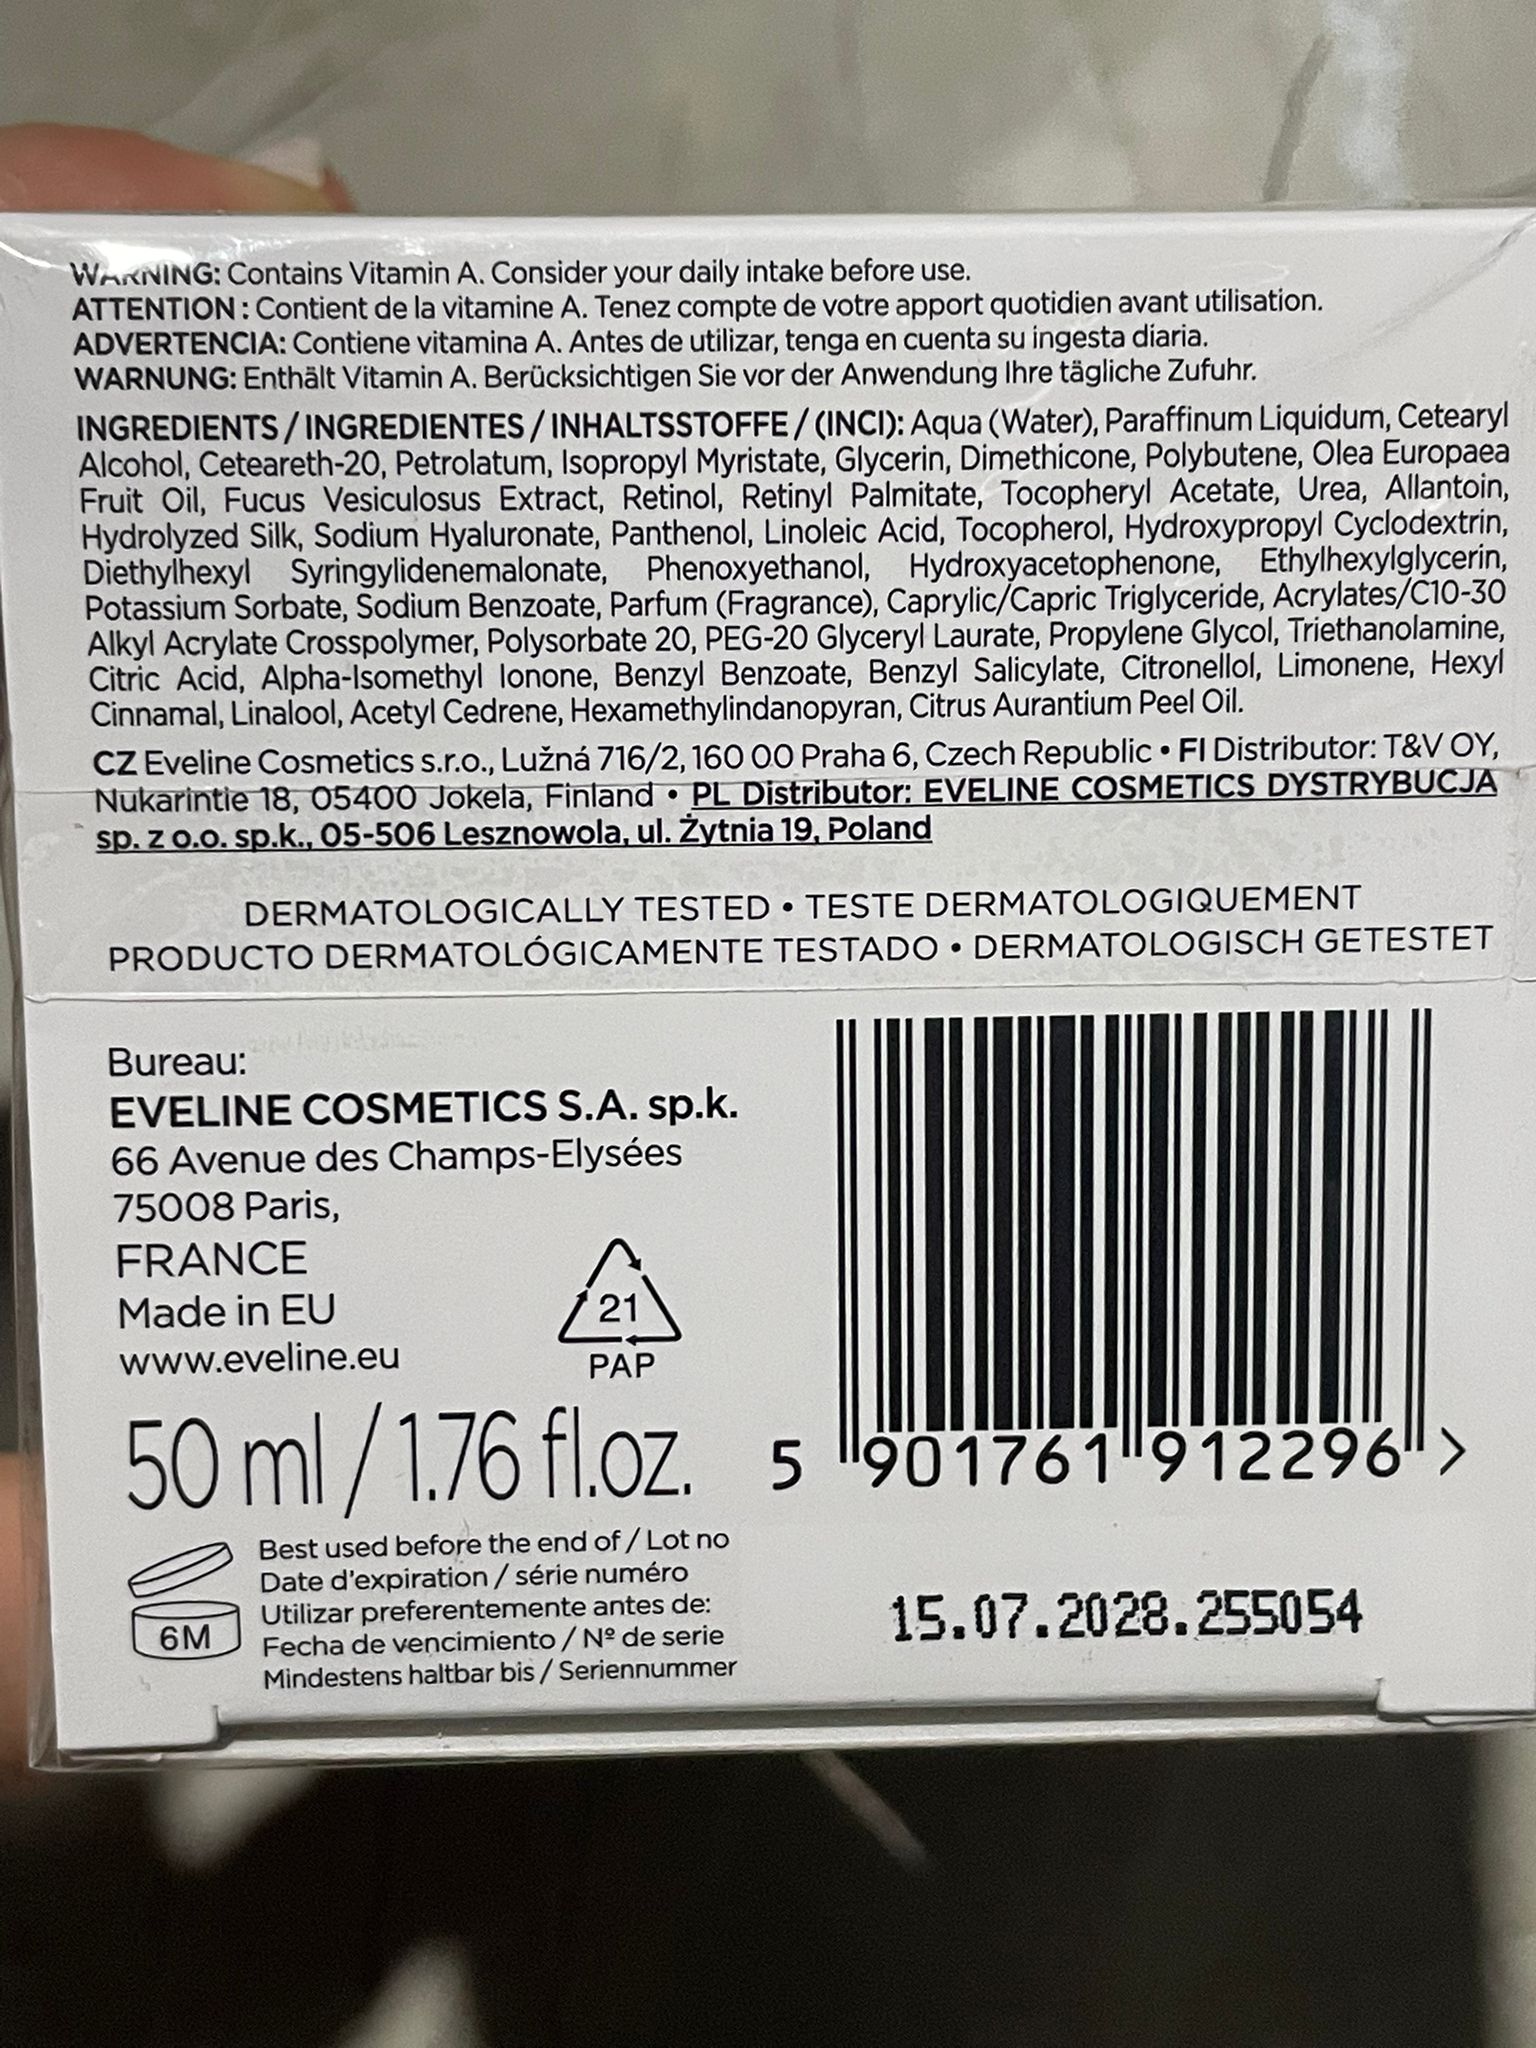 WARNING: Contains Vitamin A. Consider your daily intake before use.
ATTENTION : Contient de la vitamine A. Tenez compte de votre apport quotidien avant utilisation.
ADVERTENCIA: Contiene vitamina A. Antes de utilizar, tenga en cuenta su ingesta diaria.
WARNUNG: Enthält Vitamin A. Berücksichtigen Sie vor der Anwendung Ihre tägliche Zufuhr.
INGREDIENTS / INGREDIENTES / INHALTSSTOFFE / (INCI): Aqua (Water), Paraffinum Liquidum, Cetearyl
Alcohol, Ceteareth-20, Petrolatum, Isopropyl Myristate, Glycerin, Dimethicone, Polybutene, Olea Europaea
Fruit Oil, Fucus Vesiculosus Extract, Retinol, Retinyl Palmitate, Tocopheryl Acetate, Urea, Allantoin,
Hydrolyzed Silk, Sodium Hyaluronate, Panthenol, Linoleic Acid, Tocopherol, Hydroxypropyl Cyclodextrin,
Diethylhexyl Syringylidenemalonate, Phenoxyethanol, Hydroxyacetophenone, Ethylhexylglycerin,
Potassium Sorbate, Sodium Benzoate, Parfum (Fragrance), Caprylic/Capric Triglyceride, Acrylates/C10-30
Alkyl Acrylate Crosspolymer, Polysorbate 20, PEG-20 Glyceryl Laurate, Propylene Glycol, Triethanolamine,
Citric Acid, Alpha-Isomethyl Ionone, Benzyl Benzoate, Benzyl Salicylate, Citronellol, Limonene, Hexyl
Cinnamal, Linalool, Acetyl Cedrene, Hexamethylindanopyran, Citrus Aurantium Peel Oil.
CZ Eveline Cosmetics s.r.o., Lužná 716/2, 160 00 Praha 6, Czech Republic • FI Distributor: T&V OY,
Nukarintie 18, 05400 Jokela, Finland • PL Distributor: EVELINE COSMETICS DYSTRYBUCJA
sp. z o.o. sp.k., 05-506 Lesznowola, ul. Żytnia 19, Poland
DERMATOLOGICALLY TESTED • TESTE DERMATOLOGIQUEMENT
PRODUCTO DERMATOLÓGICAMENTE TESTADO • DERMATOLOGISCH GETESTET
Bureau:
EVELINE COSMETICS S.A. sp.k.
66 Avenue des Champs-Elysées
75008 Paris,
FRANCE
Made in EU
www.eveline.eu
21
PAP
50 ml / 1.76 fl.oz.
5 901761 912296 >
6M
Best used before the end of / Lot no
Date d'expiration / série numéro
Utilizar preferentemente antes de:
Fecha de vencimiento / Nº de serie
Mindestens haltbar bis / Seriennummer
15.07.2028.255054